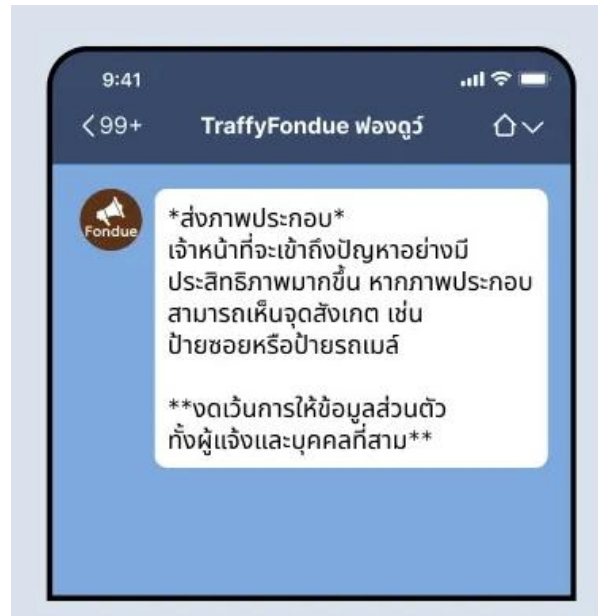 9:41
99+ TraffyFondue ฟองดูว์
Fondue
*ส่งภาพประกอบ*
เจ้าหน้าที่จะเข้าถึงปัญหาอย่างมี
ประสิทธิภาพมากขึ้น หากภาพประกอบ
สามารถเห็นจุดสังเกต เช่น
ป้ายซอยหรือป้ายรถเมล์
**งดเว้นการให้ข้อมูลส่วนตัว
ทั้งผู้แจ้งและบุคคลที่สาม**